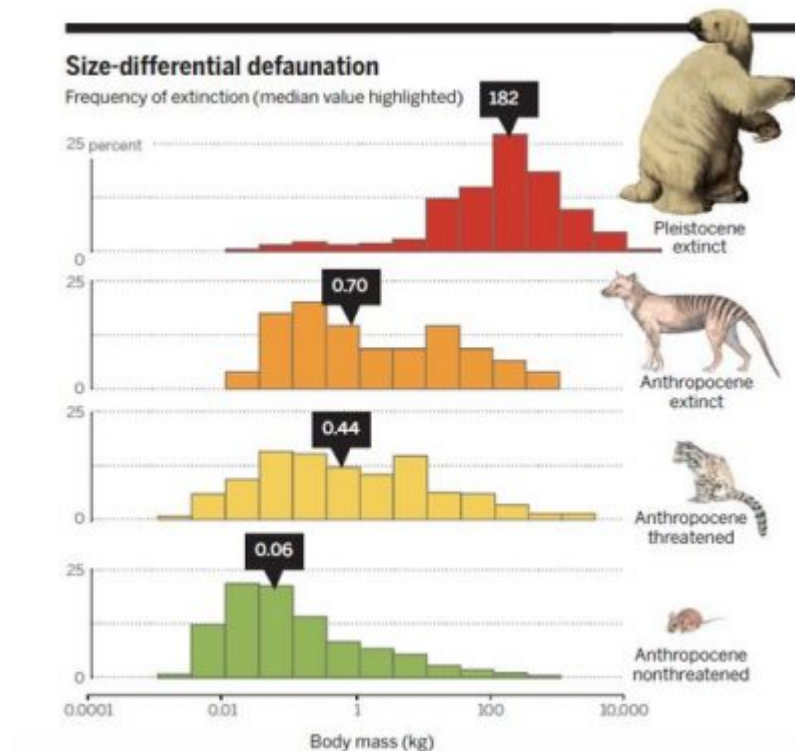 Size-differential defaunation
Frequency of extinction (median value highlighted)
182
25 percent
0
Pleistocene
extinct
0.70
25
0
Anthropocene
extinct
0.44
25
0
Anthropocene
threatened
0.06
25
0
Anthropocene
nonthreatened
0.0001 0.01 1 100 10,000
Body mass (kg)